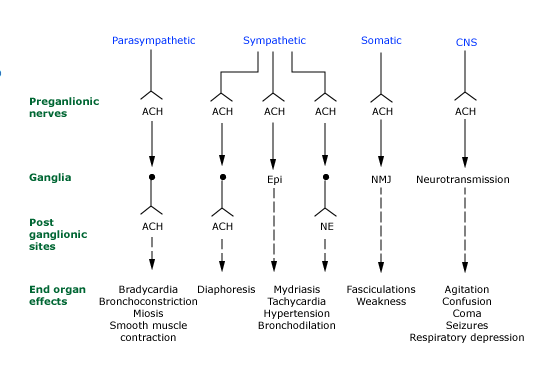 Parasympathetic Sympathetic Somatic CNS
Preganlionic
nerves
ACH ACH ACH ACH ACH ACH
Ganglia
Epi NMJ Neurotransmission
Post
ganglionic
sites
ACH ACH NE
End organ
effects
Bradycardia
Bronchoconstriction
Miosis
Smooth muscle
contraction
Diaphoresis
Mydriasis
Tachycardia
Hypertension
Bronchodilation
Fasciculations
Weakness
Agitation
Confusion
Coma
Seizures
Respiratory depression